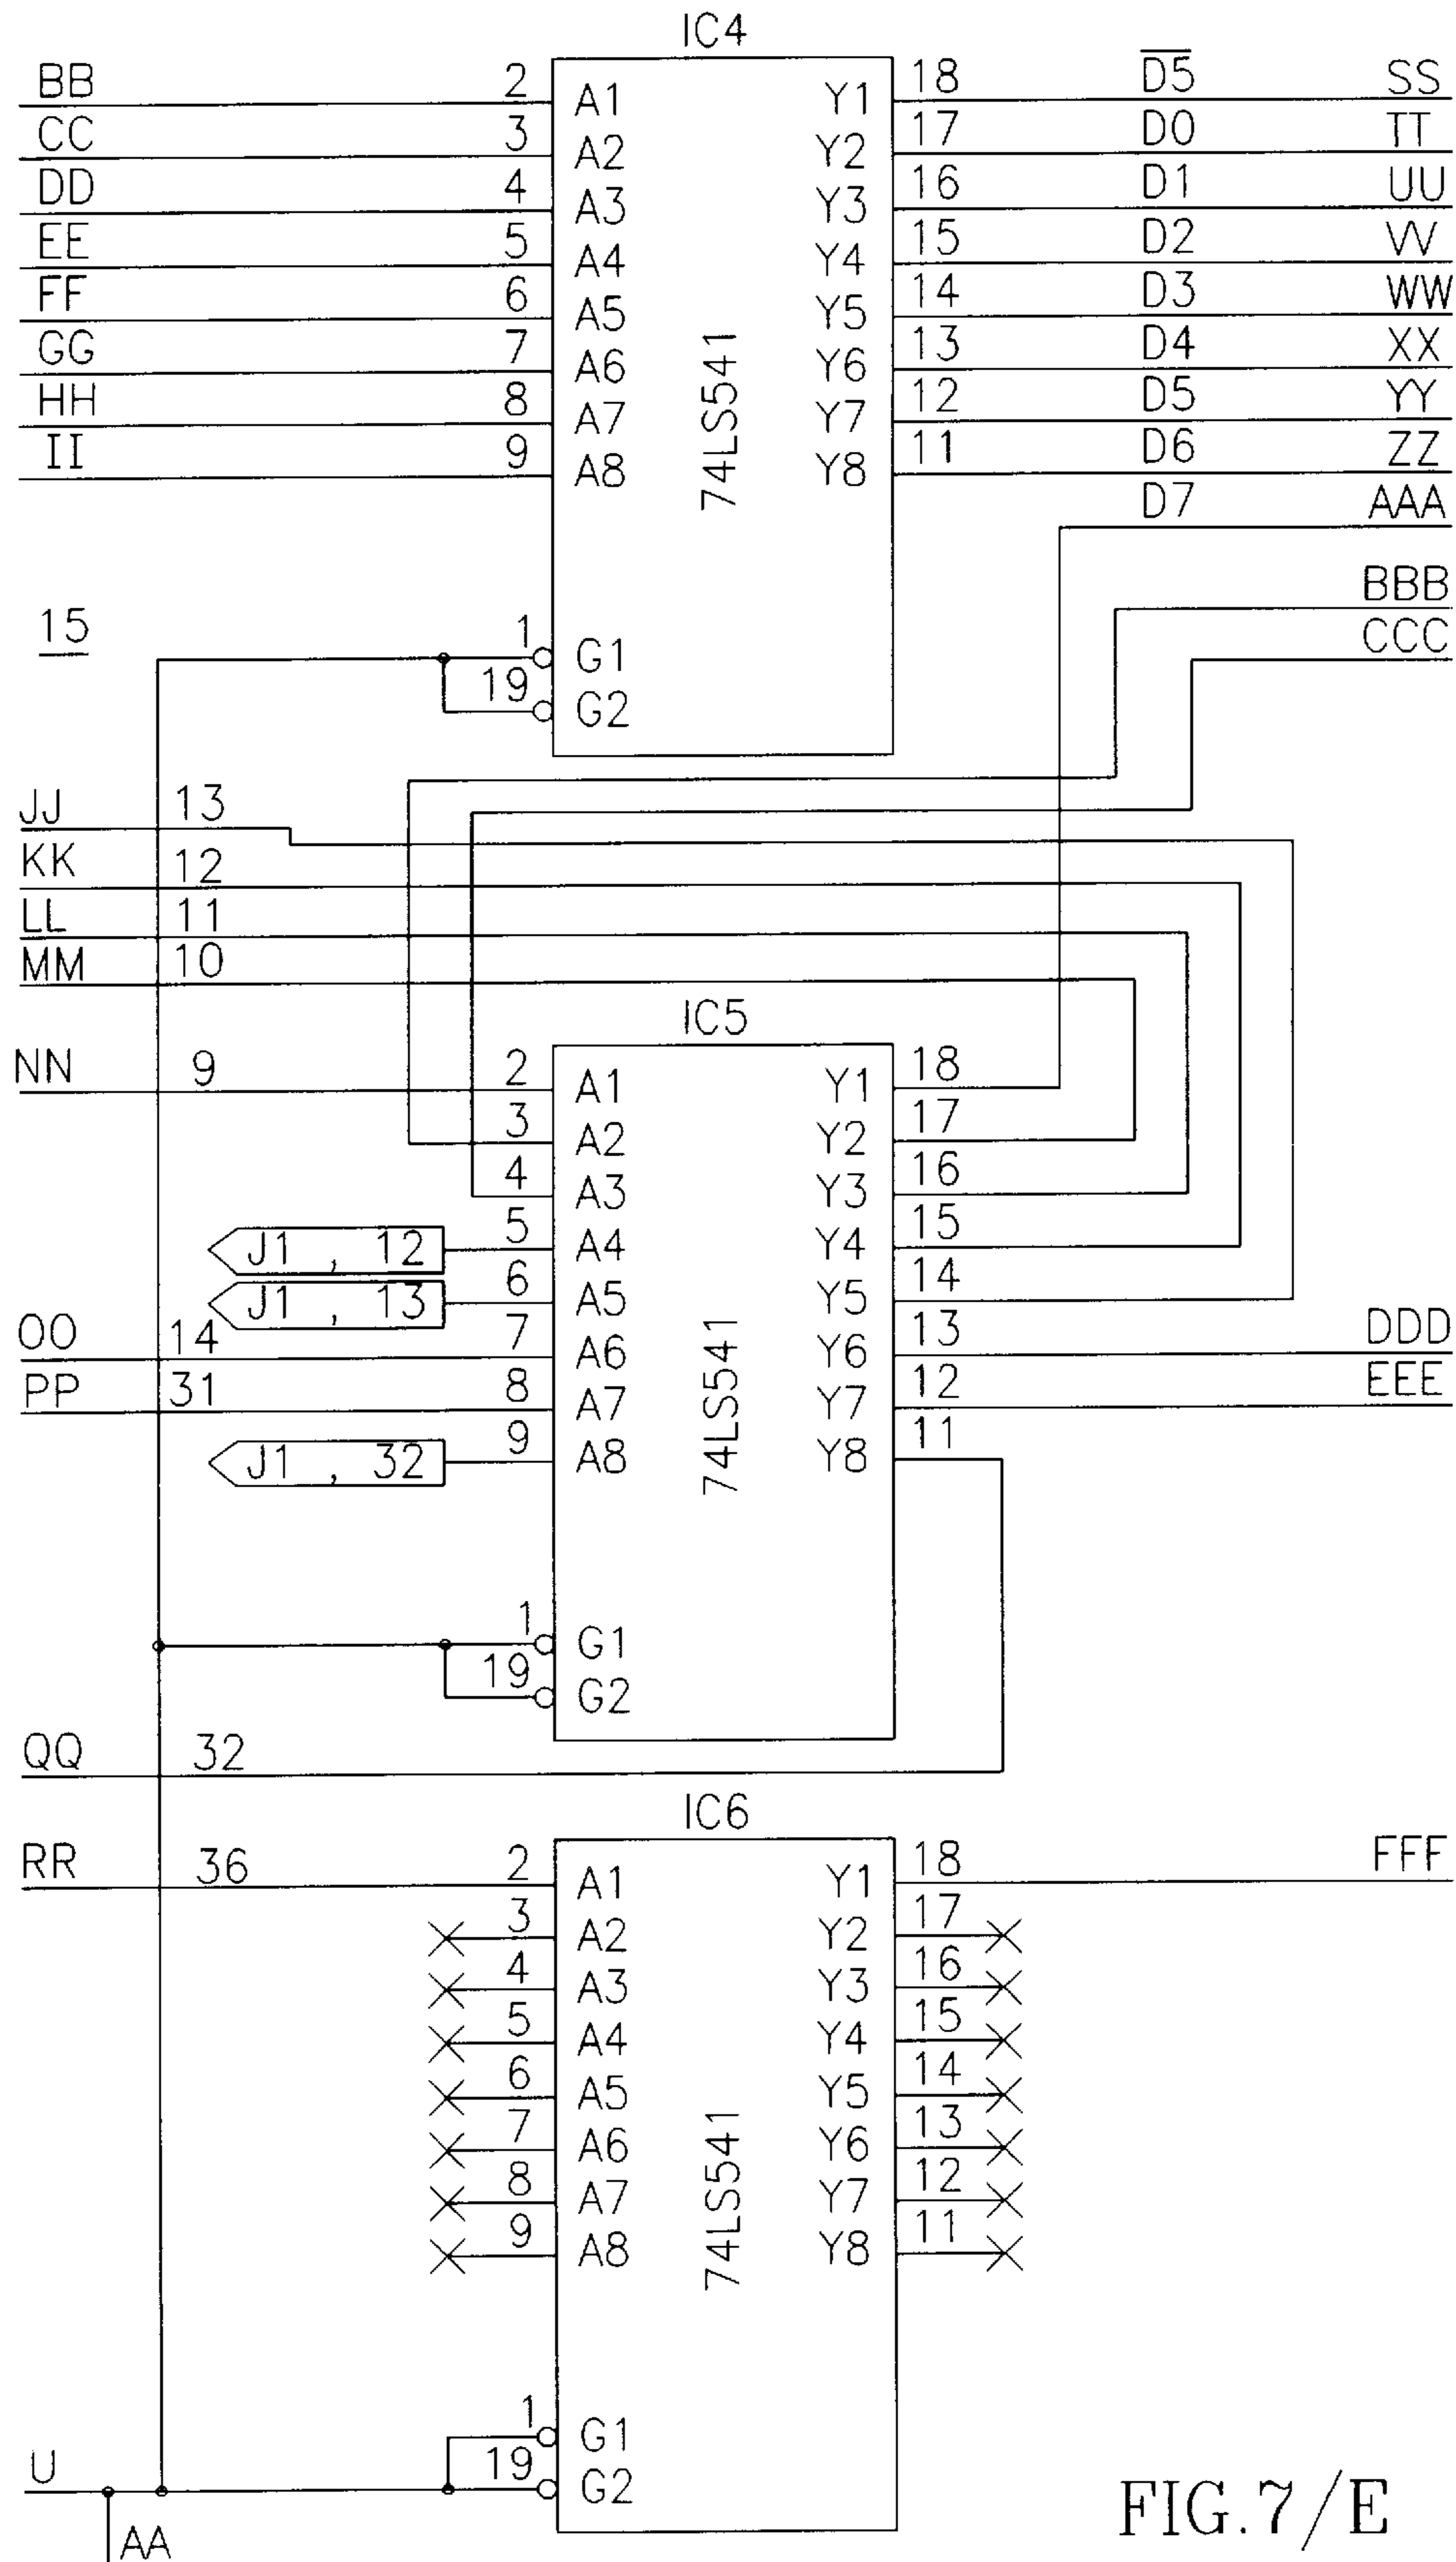 IC4
BB 2 A1 Y1 18 D5 SS
CC 3 A2 Y2 17 D0 TT
DD 4 A3 Y3 16 D1 UU
EE 5 A4 Y4 15 D2 VV
FF 6 A5 Y5 14 D3 WW
GG 7 A6 Y6 13 D4 XX
HH 8 A7 Y7 12 D5 YY
II 9 A8 Y8 11 D6 ZZ
74LS541
D7 AAA
BBB
CCC
15
1 G1
19 G2
JJ 13
KK 12
LL 11
MM 10
IC5
NN 9 2 A1 Y1 18
3 A2 Y2 17
4 A3 Y3 16
J1 , 12 5 A4 Y4 15
J1 , 13 6 A5 Y5 14
OO 14 7 A6 Y6 13 DDD
PP 31 8 A7 Y7 12 EEE
J1 , 32 9 A8 Y8 11
74LS541
1 G1
19 G2
QQ 32
IC6
RR 36 2 A1 Y1 18 FFF
3 A2 Y2 17
4 A3 Y3 16
5 A4 Y4 15
6 A5 Y5 14
7 A6 Y6 13
8 A7 Y7 12
9 A8 Y8 11
74LS541
1 G1
19 G2
U
AA
FIG.7/E